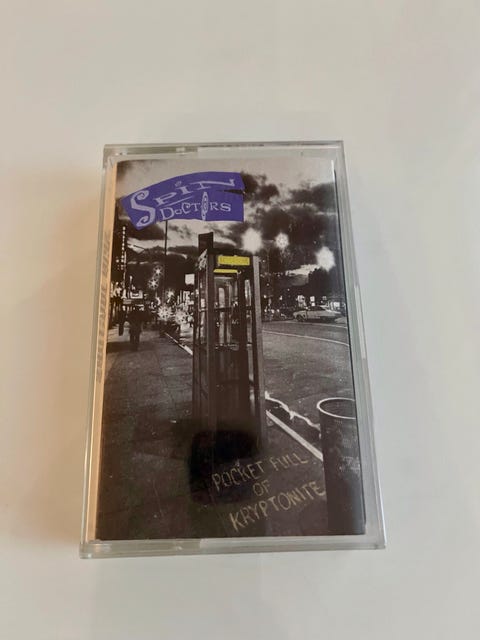 SPIN
DOCTORS
POCKET FULL
OF
KRYPTONITE